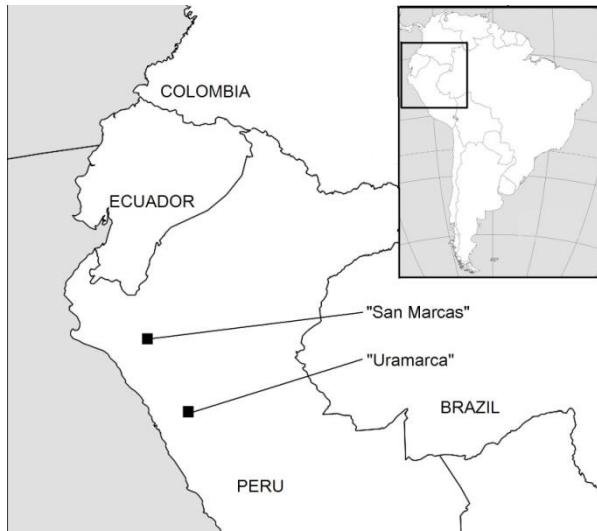 COLOMBIA
ECUADOR
"San Marcas"
"Uramarca"
BRAZIL
PERU